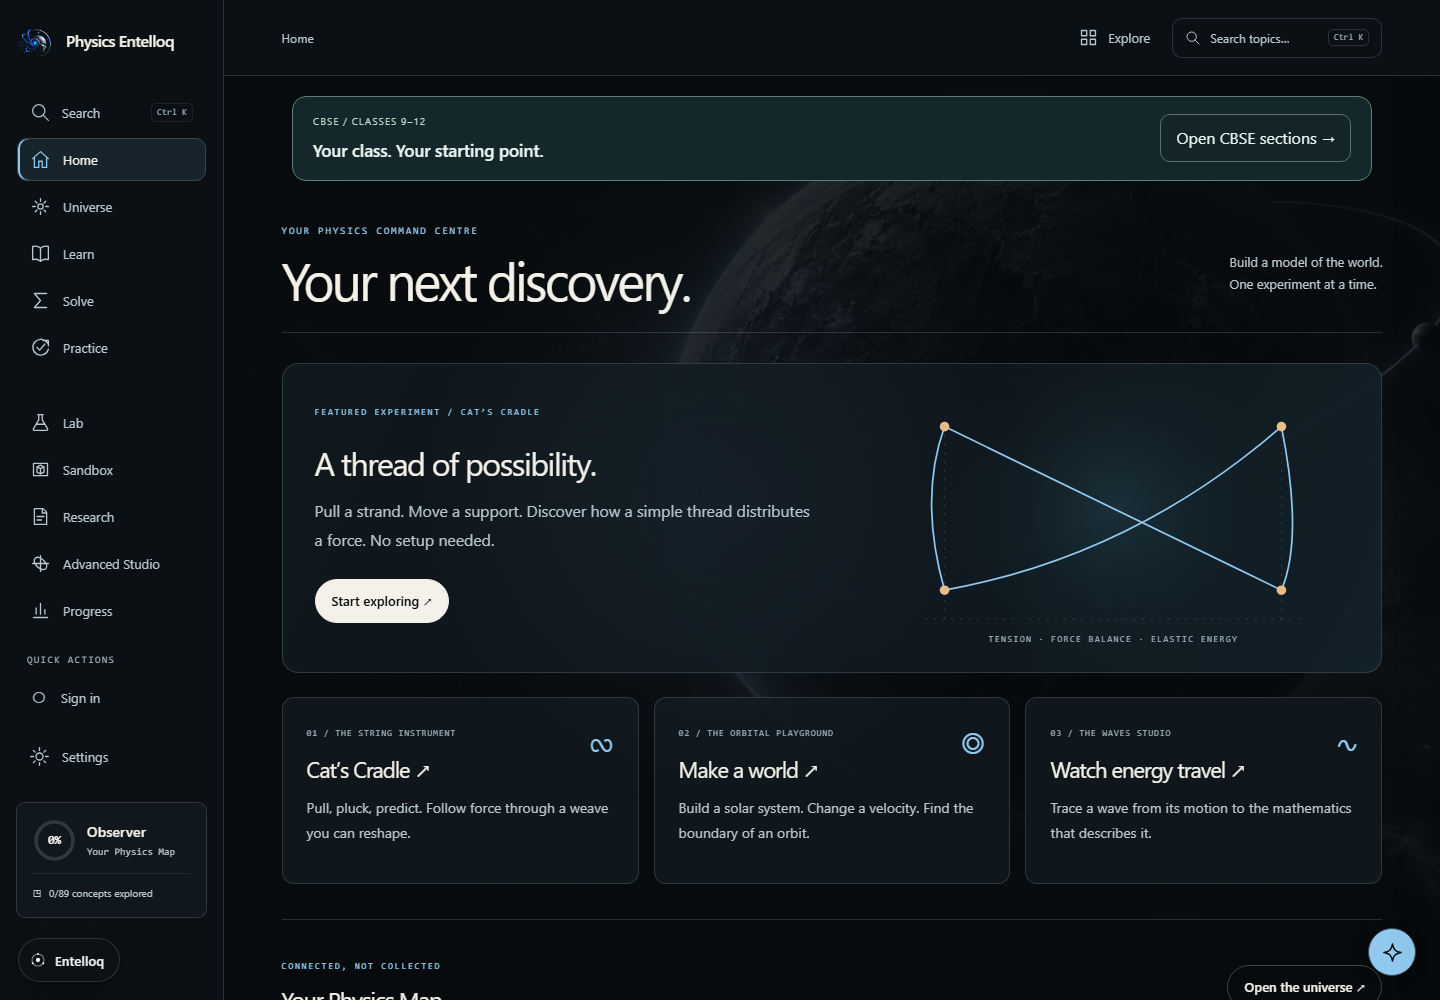 Physics Entelloq
Search
Ctrl K
Home
Universe
Learn
Solve
Practice
Lab
Sandbox
Research
Advanced Studio
Progress
QUICK ACTIONS
Sign in
Settings
0%
Observer
Your Physics Map
0/89 concepts explored
Entelloq
Home
Explore
Search topics...
Ctrl K
CBSE / CLASSES 9–12
Your class. Your starting point.
Open CBSE sections →
YOUR PHYSICS COMMAND CENTRE
Your next discovery.
Build a model of the world.
One experiment at a time.
FEATURED EXPERIMENT / CAT'S CRADLE
A thread of possibility.
Pull a strand. Move a support. Discover how a simple thread distributes
a force. No setup needed.
Start exploring ↗
TENSION · FORCE BALANCE · ELASTIC ENERGY
01 / THE STRING INSTRUMENT
Cat's Cradle ↗
Pull, pluck, predict. Follow force through a weave
you can reshape.
02 / THE ORBITAL PLAYGROUND
Make a world ↗
Build a solar system. Change a velocity. Find the
boundary of an orbit.
03 / THE WAVES STUDIO
Watch energy travel ↗
Trace a wave from its motion to the mathematics
that describes it.
CONNECTED, NOT COLLECTED
Your Physics Map
Open the universe ↗